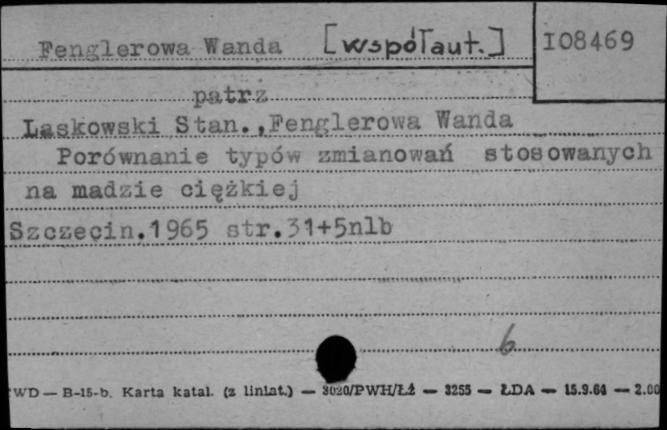 Fenglerowa Wanda [współaut.] I08469
patrz
Laskowski Stan., Fenglerowa Wanda
Porównanie typów zmianowań stosowanych
na madzie ciężkiej
Szczecin.1965 str.31+5nlb
6
WD — B-15-b. Karta katal. (z liniat.) — 3020/PWH/Łż — 3255 — ŁDA — 15.9.64 — 2.00